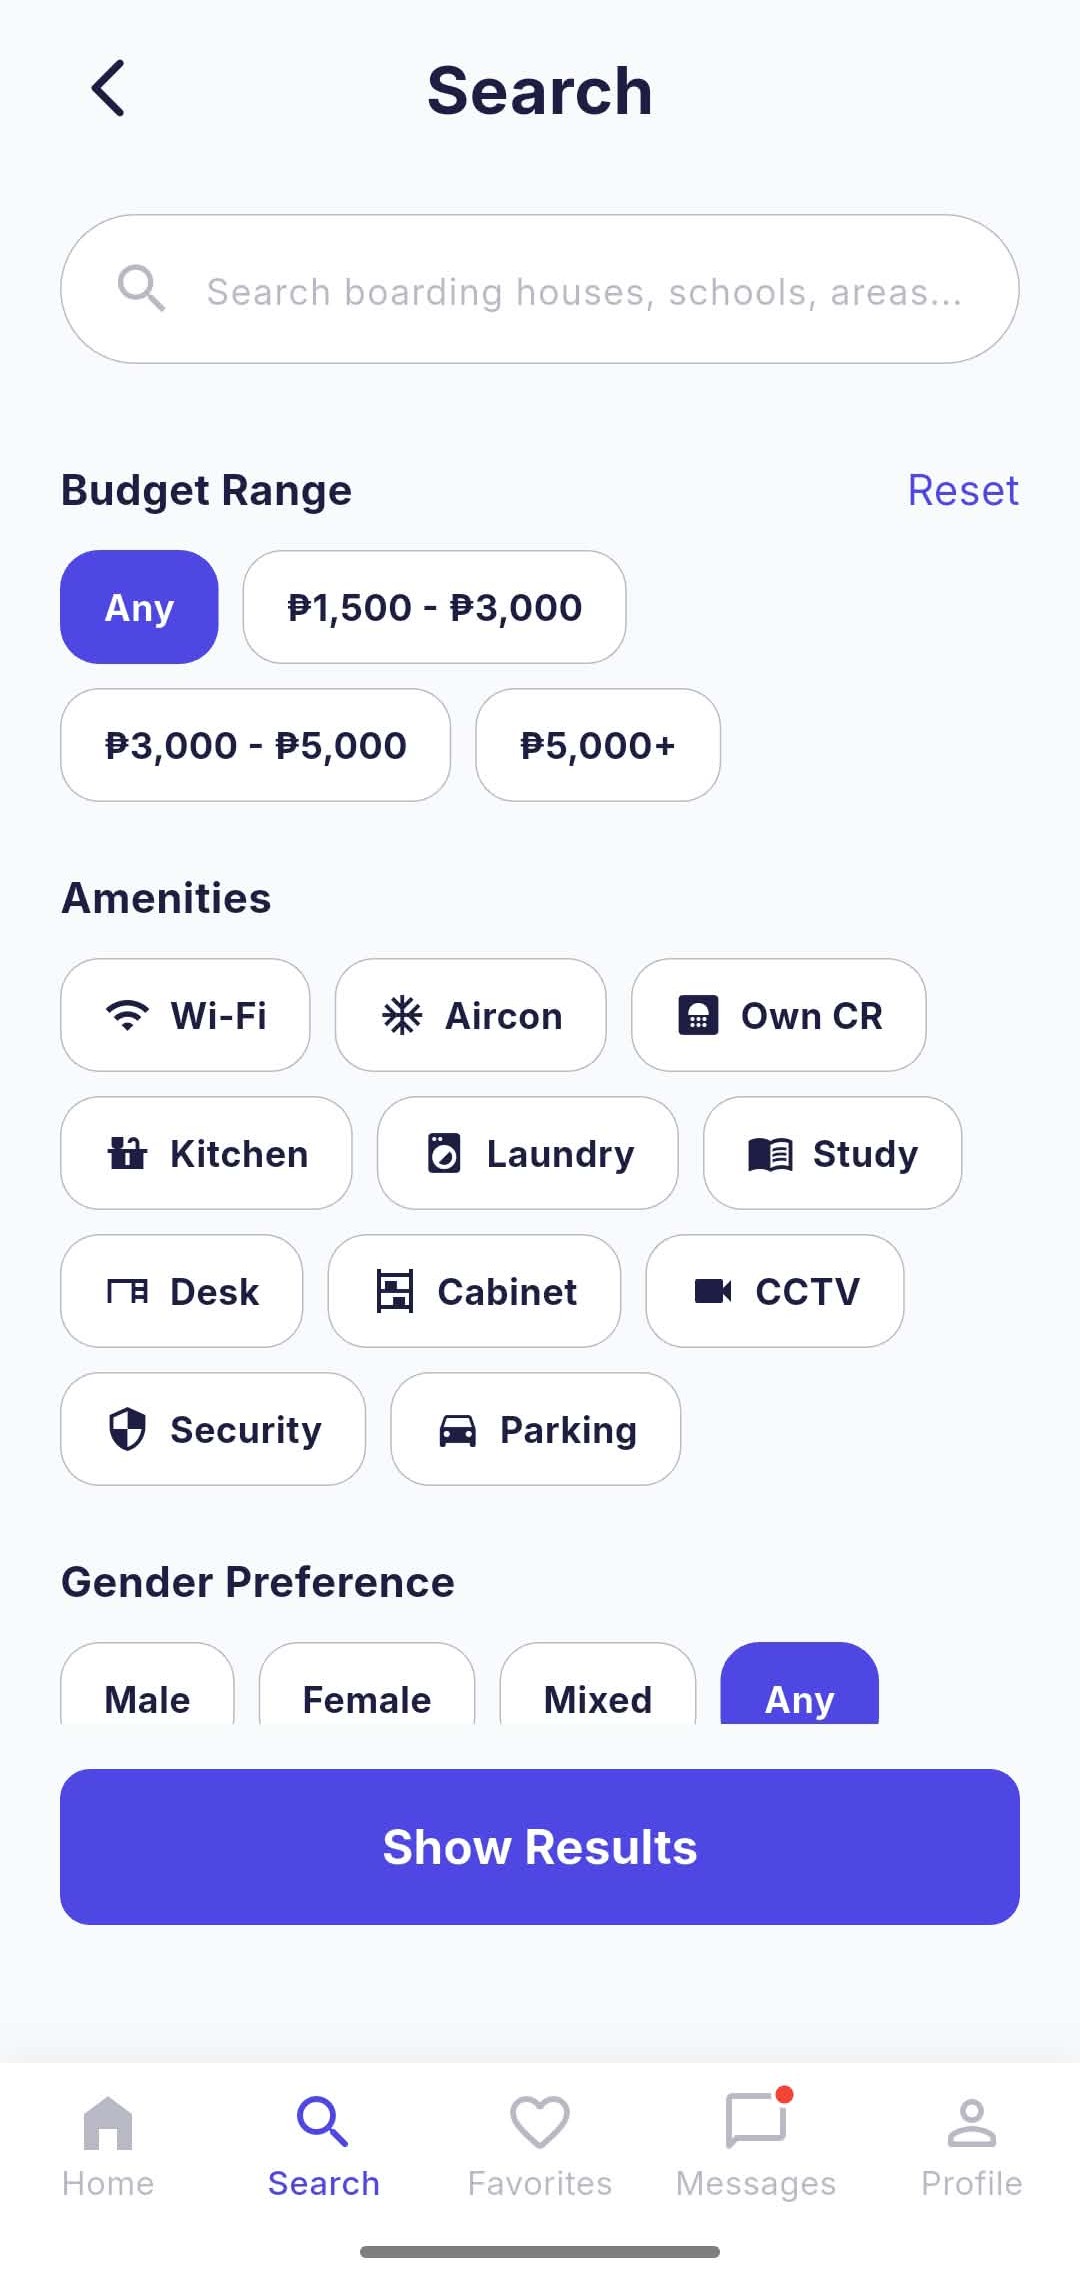 Search
Search boarding houses, schools, areas...
Budget Range Reset
Any ₱1,500 - ₱3,000
₱3,000 - ₱5,000 ₱5,000+
Amenities
Wi-Fi Aircon Own CR
Kitchen Laundry Study
Desk Cabinet CCTV
Security Parking
Gender Preference
Male Female Mixed Any
Show Results
Home Search Favorites Messages Profile